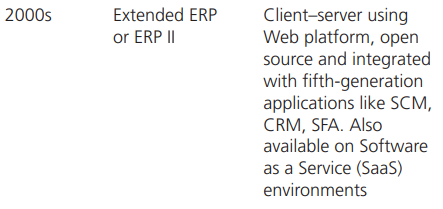 2000s Extended ERP Client–server using
or ERP II Web platform, open
source and integrated
with fifth-generation
applications like SCM,
CRM, SFA. Also
available on Software
as a Service (SaaS)
environments